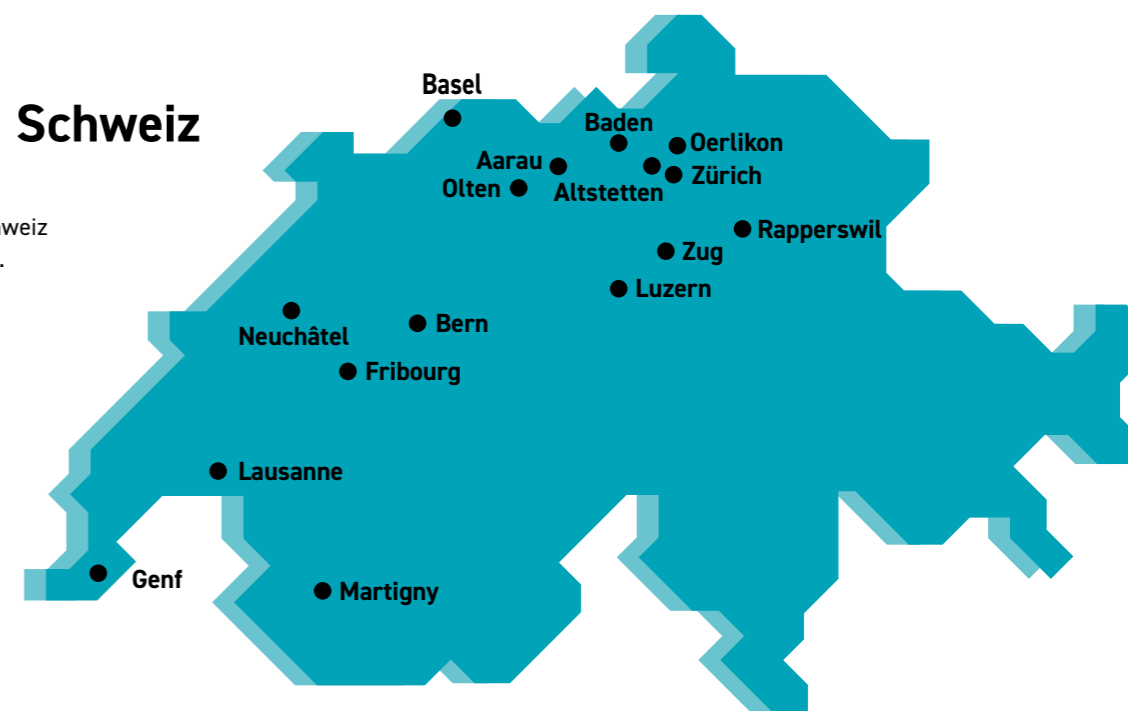 Schweiz
weiz
.
Basel
Baden
Oerlikon
Aarau
Zürich
Olten
Altstetten
Rapperswil
Zug
Luzern
Bern
Neuchâtel
Fribourg
Lausanne
Genf
Martigny